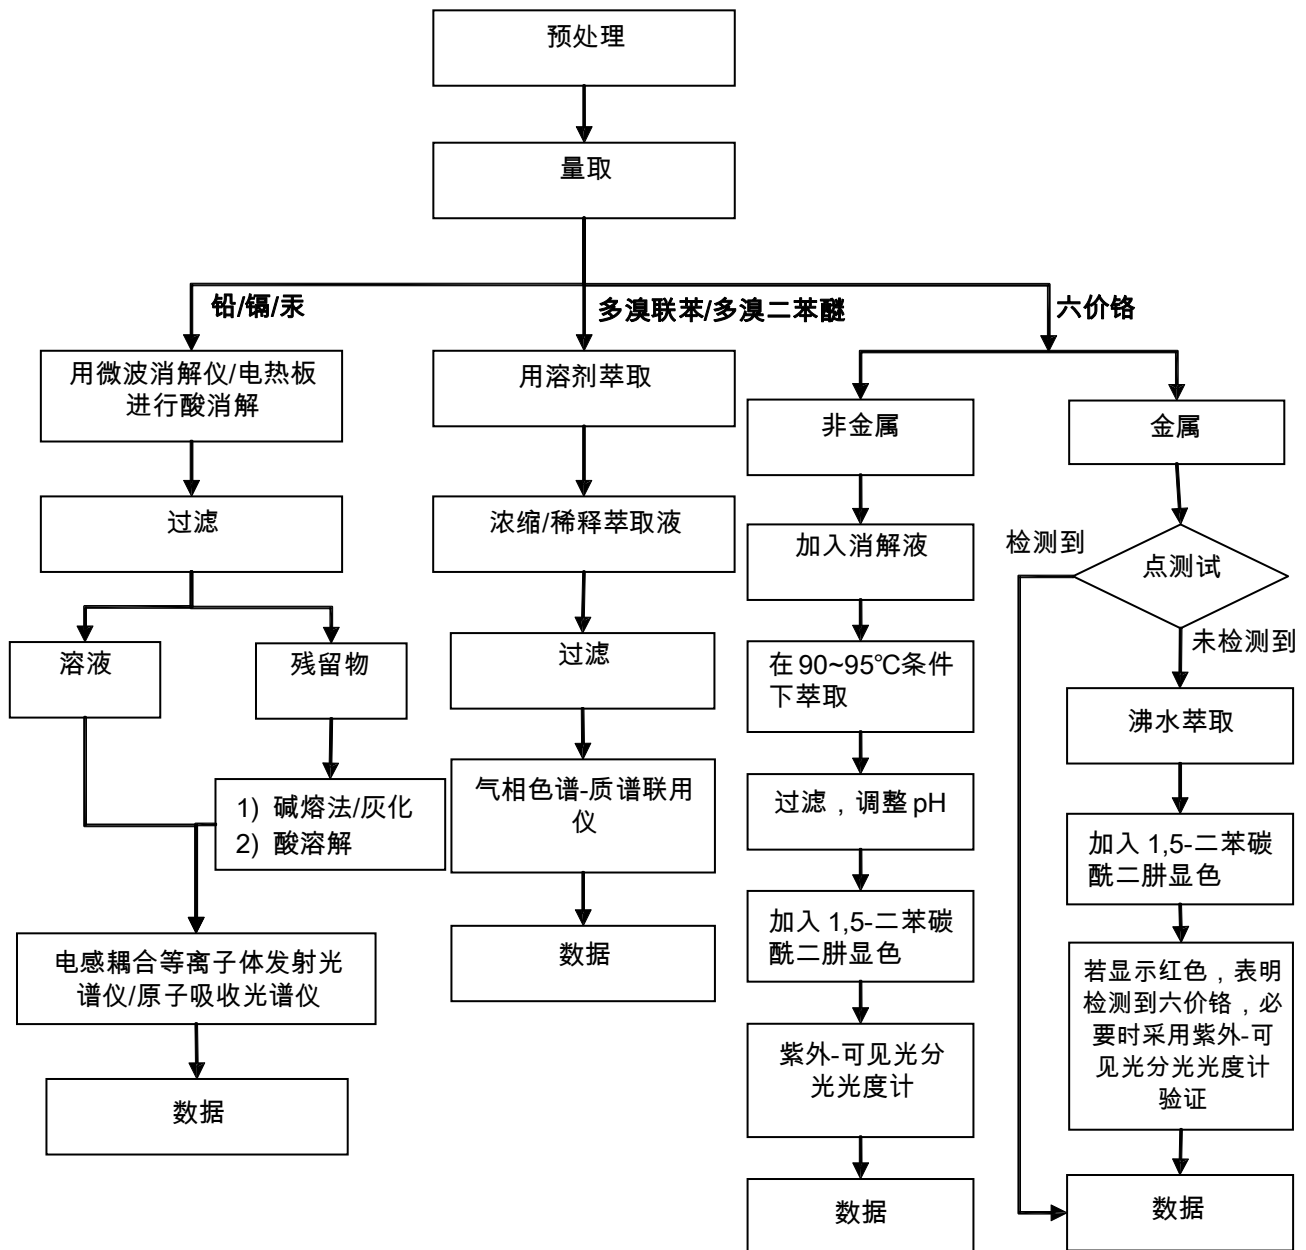 预处理
量取
铅/镉/汞
多溴联苯/多溴二苯醚
六价铬
用微波消解仪/电热板
进行酸消解
过滤
溶液
残留物
1) 碱熔法/灰化
2) 酸溶解
电感耦合等离子体发射光
谱仪/原子吸收光谱仪
数据
用溶剂萃取
浓缩/稀释萃取液
过滤
气相色谱-质谱联用
仪
数据
非金属
加入消解液
在 90~95℃条件
下萃取
过滤，调整 pH
加入 1,5-二苯碳
酰二肼显色
紫外-可见光分
光光度计
数据
金属
点测试
检测到
未检测到
沸水萃取
加入 1,5-二苯碳
酰二肼显色
若显示红色，表明
检测到六价铬，必
要时采用紫外-可
见光分光光度计
验证
数据